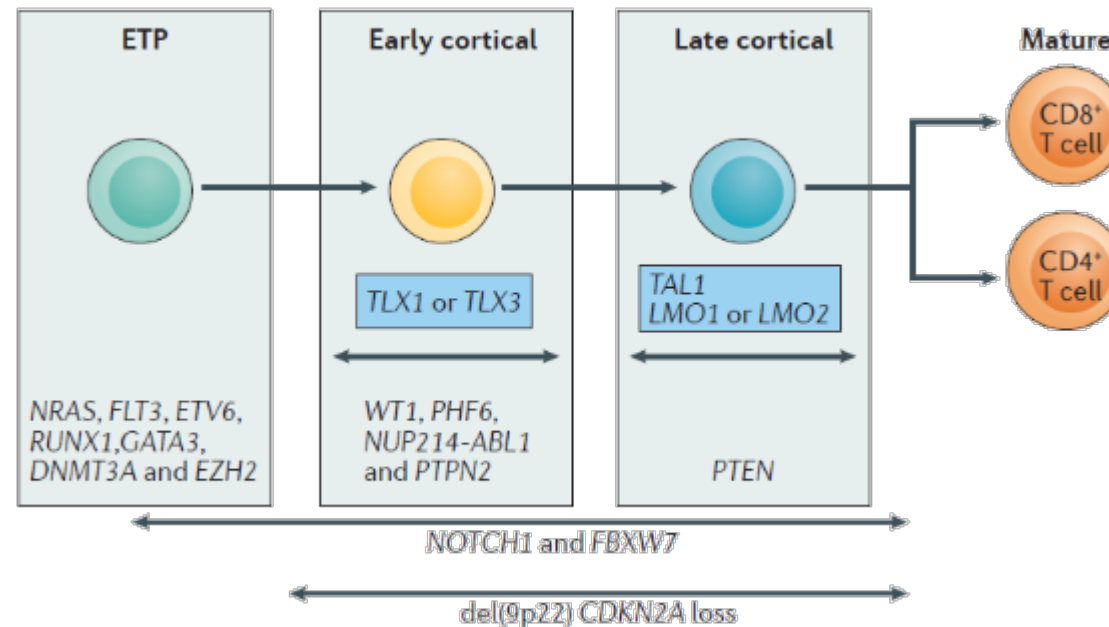 ETP
Early cortical
Late cortical
Mature
CD8⁺
T cell
CD4⁺
T cell
TLX1 or TLX3
TAL1
LMO1 or LMO2
NRAS, FLT3, ETV6,
RUNX1,GATA3,
DNMT3A and EZH2
WT1, PHF6,
NUP214-ABL1
and PTPN2
PTEN
NOTCH1 and FBXW7
del(9p22) CDKN2A loss